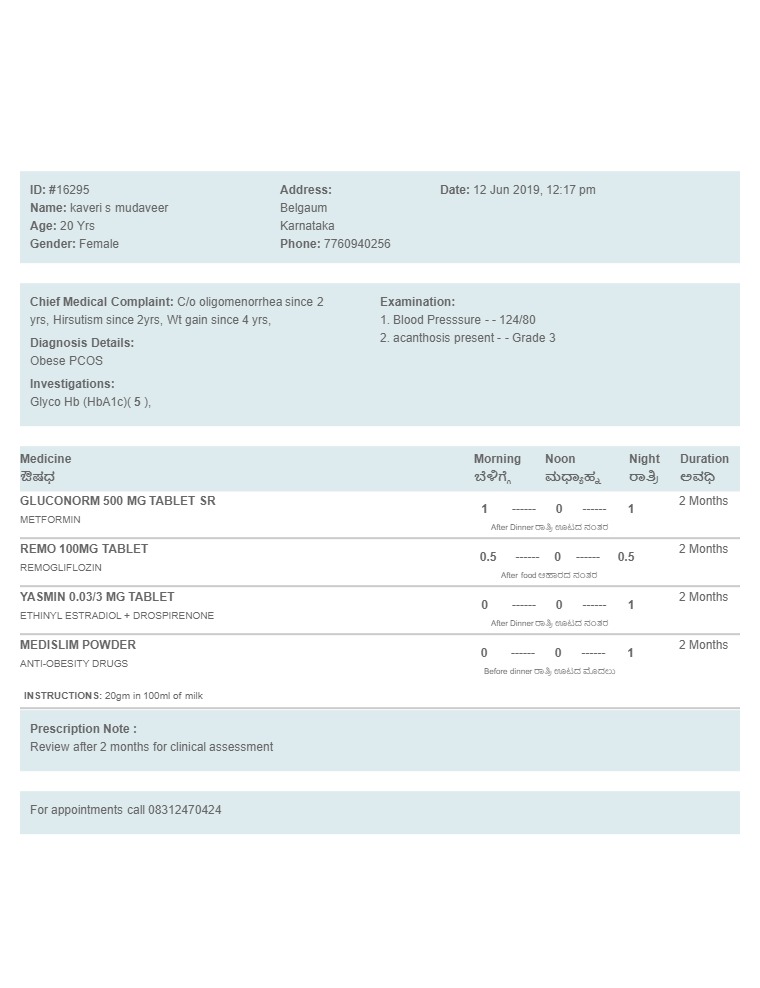 ID: #16295
Name: kaveri s mudaveer
Age: 20 Yrs
Gender: Female
Address:
Belgaum
Karnataka
Phone: 7760940256
Date: 12 Jun 2019, 12:17 pm
Chief Medical Complaint: C/o oligomenorrhea since 2
yrs, Hirsutism since 2yrs, Wt gain since 4 yrs,
Diagnosis Details:
Obese PCOS
Investigations:
Glyco Hb (HbA1c)( 5 ),
Examination:
1. Blood Presssure - - 124/80
2. acanthosis present - - Grade 3
Medicine Morning Noon Night Duration
ಔಷಧ ಬೆಳಿಗ್ಗೆ ಮಧ್ಯಾಹ್ನ ರಾತ್ರಿ ಅವಧಿ
GLUCONORM 500 MG TABLET SR 1 ------ 0 ------ 1 2 Months
METFORMIN After Dinner ರಾತ್ರಿ ಊಟದ ನಂತರ
REMO 100MG TABLET 0.5 ------ 0 ------ 0.5 2 Months
REMOGLIFLOZIN After food ಆಹಾರದ ನಂತರ
YASMIN 0.03/3 MG TABLET 0 ------ 0 ------ 1 2 Months
ETHINYL ESTRADIOL + DROSPIRENONE After Dinner ರಾತ್ರಿ ಊಟದ ನಂತರ
MEDISLIM POWDER 0 ------ 0 ------ 1 2 Months
ANTI-OBESITY DRUGS Before dinner ರಾತ್ರಿ ಊಟದ ಮೊದಲು
INSTRUCTIONS: 20gm in 100ml of milk
Prescription Note :
Review after 2 months for clinical assessment
For appointments call 08312470424